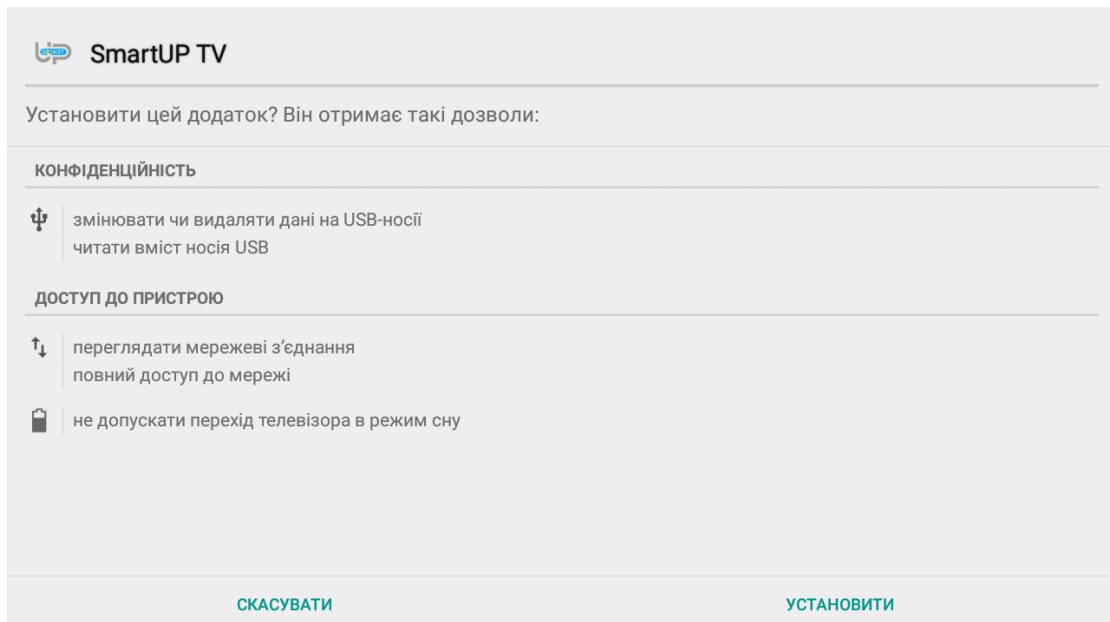 SmartUP TV
Установити цей додаток? Він отримає такі дозволи:
КОНФІДЕНЦІЙНІСТЬ
змінювати чи видаляти дані на USB-носії
читати вміст носія USB
ДОСТУП ДО ПРИСТРОЮ
переглядати мережеві з’єднання
повний доступ до мережі
не допускати перехід телевізора в режим сну
СКАСУВАТИ
УСТАНОВИТИ